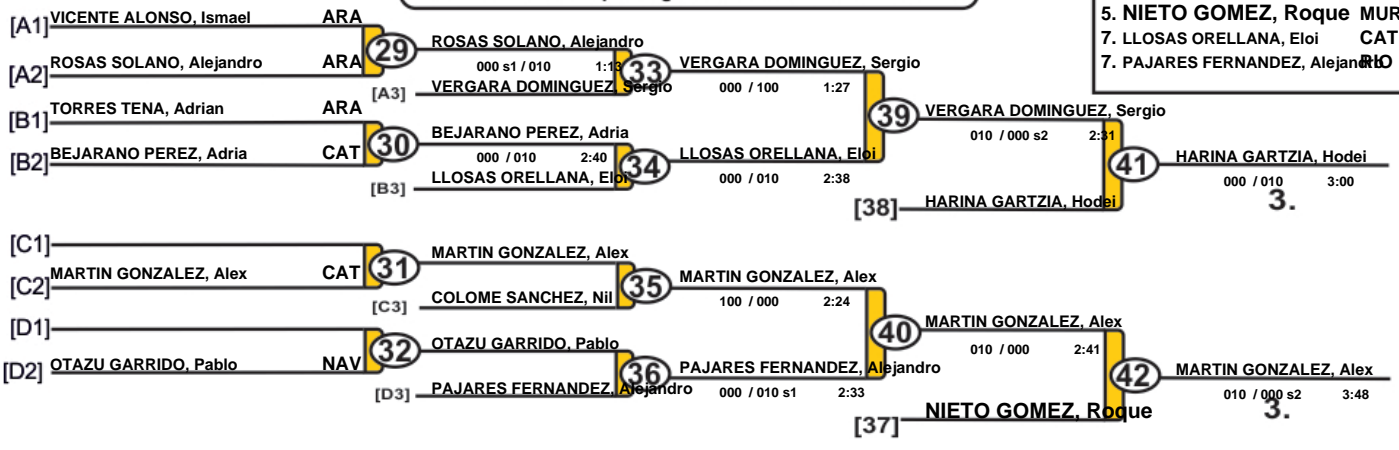 5. NIETO GOMEZ, Roque MUR
7. LLOSAS ORELLANA, Eloi CAT
7. PAJARES FERNANDEZ, Alejandro RIO
[A1] VICENTE ALONSO, Ismael ARA
[A2] ROSAS SOLANO, Alejandro ARA
29
ROSAS SOLANO, Alejandro
000 s1 / 010 1:13
[A3] VERGARA DOMINGUEZ, Sergio
33
VERGARA DOMINGUEZ, Sergio
000 / 100 1:27
[B1] TORRES TENA, Adrian ARA
[B2] BEJARANO PEREZ, Adria CAT
30
BEJARANO PEREZ, Adria
000 / 010 2:40
[B3] LLOSAS ORELLANA, Eloi
34
LLOSAS ORELLANA, Eloi
000 / 010 2:38
39
VERGARA DOMINGUEZ, Sergio
010 / 000 s2 2:31
[38] HARINA GARTZIA, Hodei
41
HARINA GARTZIA, Hodei
000 / 010 3:00
3.
[C1]
[C2] MARTIN GONZALEZ, Alex CAT
31
MARTIN GONZALEZ, Alex
[C3] COLOME SANCHEZ, Nil
35
MARTIN GONZALEZ, Alex
100 / 000 2:24
[D1]
[D2] OTAZU GARRIDO, Pablo NAV
32
OTAZU GARRIDO, Pablo
[D3] PAJARES FERNANDEZ, Alejandro
36
PAJARES FERNANDEZ, Alejandro
000 / 010 s1 2:33
40
MARTIN GONZALEZ, Alex
010 / 000 2:41
[37] NIETO GOMEZ, Roque
42
MARTIN GONZALEZ, Alex
010 / 000 s2 3:48
3.